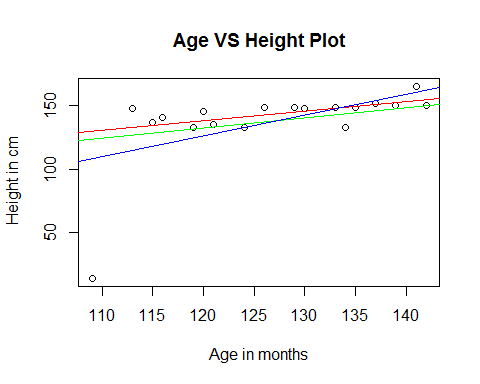 Age VS Height Plot
Height in cm
150
100
50
110 115 120 125 130 135 140
Age in months